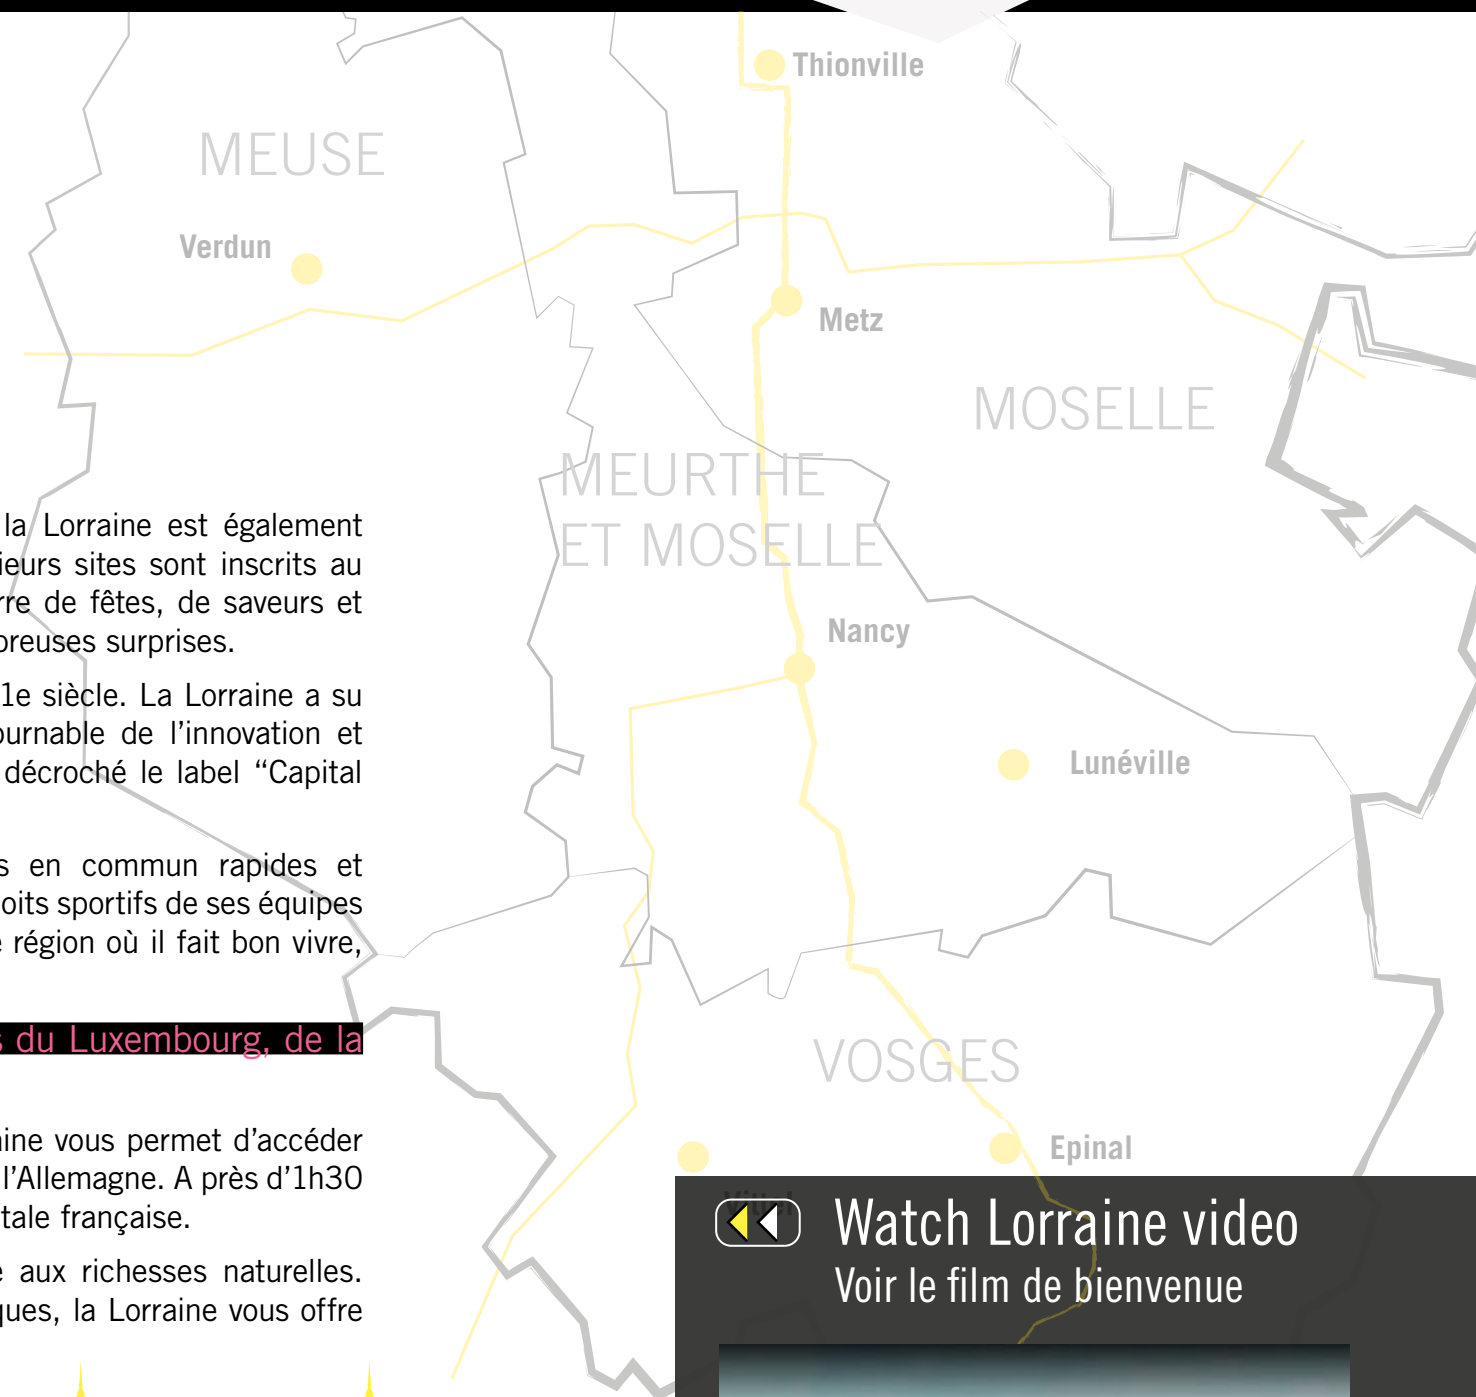 Thionville
MEUSE
Verdun
Metz
MOSELLE
MEURTHE
ET MOSELLE
la Lorraine est également
ieurs sites sont inscrits au
rre de fêtes, de saveurs et
oreuses surprises.
Nancy
1e siècle. La Lorraine a su
ournable de l’innovation et
décroché le label “Capital
Lunéville
s en commun rapides et
oits sportifs de ses équipes
e région où il fait bon vivre,
s du Luxembourg, de la
VOSGES
aine vous permet d’accéder
l’Allemagne. A près d’1h30
tale française.
Epinal
Vittel
e aux richesses naturelles.
ques, la Lorraine vous offre
Watch Lorraine video
Voir le film de bienvenue